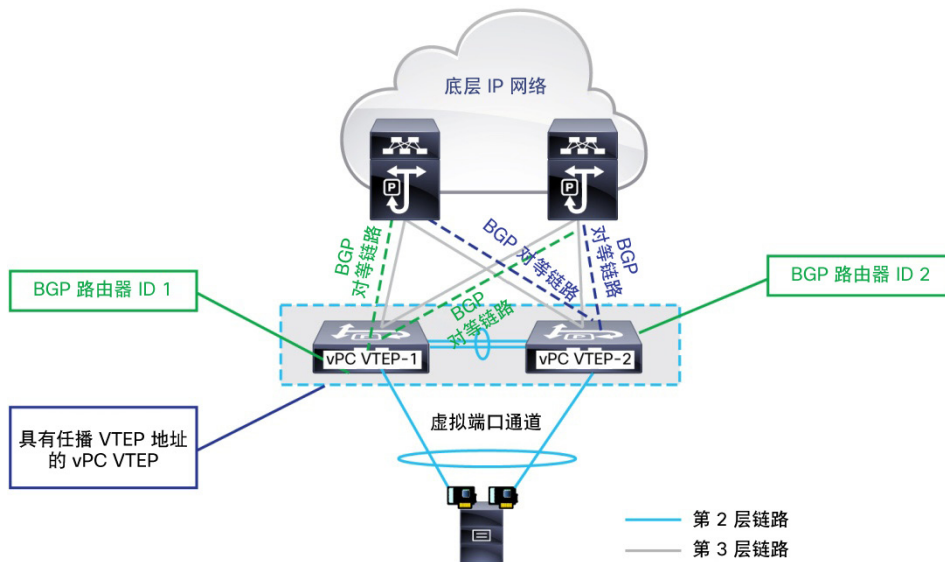 底层 IP 网络
P
P
BGP
对等链路
BGP 对等链路
BGP
对等链路
BGP
对等链路
BGP 路由器 ID 1
BGP 路由器 ID 2
vPC VTEP-1
vPC VTEP-2
具有任播 VTEP 地址
的 vPC VTEP
虚拟端口通道
第 2 层链路
第 3 层链路